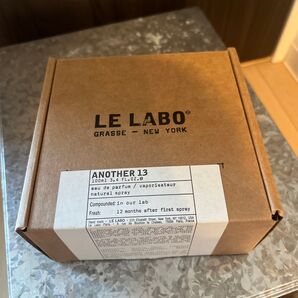 LE LABO®
GRASSE – NEW YORK
ANOTHER 13
100ml 3.4 FL.OZ.℮
eau de parfum / vaporisateur
natural spray
Compounded: in our lab
Fresh: 12 months after first spray